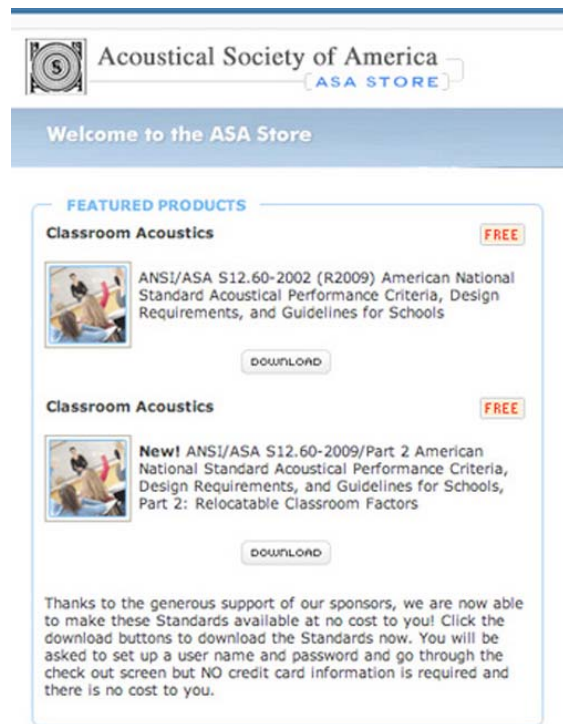 S
Acoustical Society of America
ASA STORE
Welcome to the ASA Store
FEATURED PRODUCTS
Classroom Acoustics
FREE
ANSI/ASA S12.60-2002 (R2009) American National
Standard Acoustical Performance Criteria, Design
Requirements, and Guidelines for Schools
DOWNLOAD
Classroom Acoustics
FREE
New! ANSI/ASA S12.60-2009/Part 2 American
National Standard Acoustical Performance Criteria,
Design Requirements, and Guidelines for Schools,
Part 2: Relocatable Classroom Factors
DOWNLOAD
Thanks to the generous support of our sponsors, we are now able
to make these Standards available at no cost to you! Click the
download buttons to download the Standards now. You will be
asked to set up a user name and password and go through the
check out screen but NO credit card information is required and
there is no cost to you.